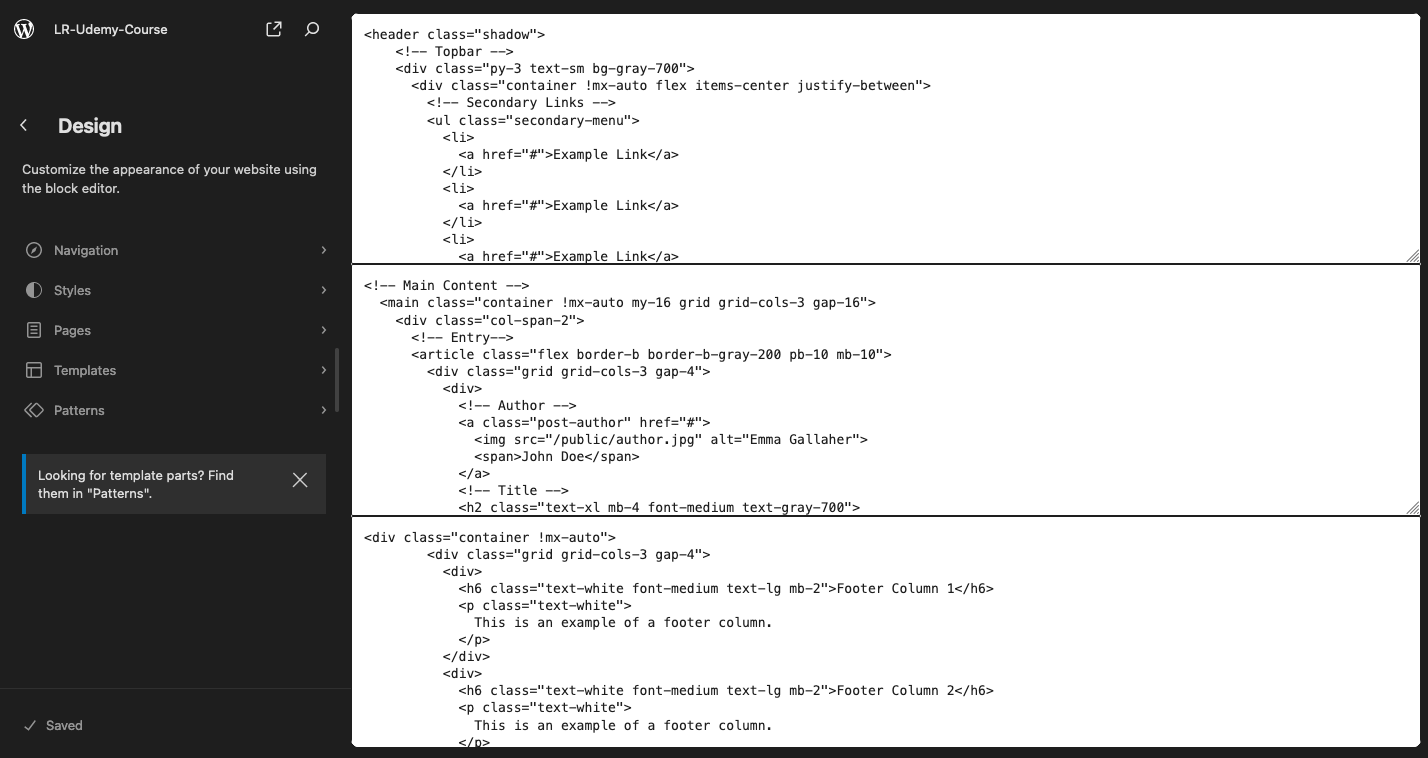 LR-Udemy-Course
Design
Customize the appearance of your website using
the block editor.
Navigation
Styles
Pages
Templates
Patterns
Looking for template parts? Find
them in "Patterns".
Saved
<header class="shadow">
<!-- Topbar -->
<div class="py-3 text-sm bg-gray-700">
<div class="container !mx-auto flex items-center justify-between">
<!-- Secondary Links -->
<ul class="secondary-menu">
<li>
<a href="#">Example Link</a>
</li>
<li>
<a href="#">Example Link</a>
</li>
<li>
<a href="#">Example Link</a>
<!-- Main Content -->
<main class="container !mx-auto my-16 grid grid-cols-3 gap-16">
<div class="col-span-2">
<!-- Entry-->
<article class="flex border-b border-b-gray-200 pb-10 mb-10">
<div class="grid grid-cols-3 gap-4">
<div>
<!-- Author -->
<a class="post-author" href="#">
<img src="/public/author.jpg" alt="Emma Gallaher">
<span>John Doe</span>
</a>
<!-- Title -->
<h2 class="text-xl mb-4 font-medium text-gray-700">
<div class="container !mx-auto">
<div class="grid grid-cols-3 gap-4">
<div>
<h6 class="text-white font-medium text-lg mb-2">Footer Column 1</h6>
<p class="text-white">
This is an example of a footer column.
</p>
</div>
<div>
<h6 class="text-white font-medium text-lg mb-2">Footer Column 2</h6>
<p class="text-white">
This is an example of a footer column.
</p>